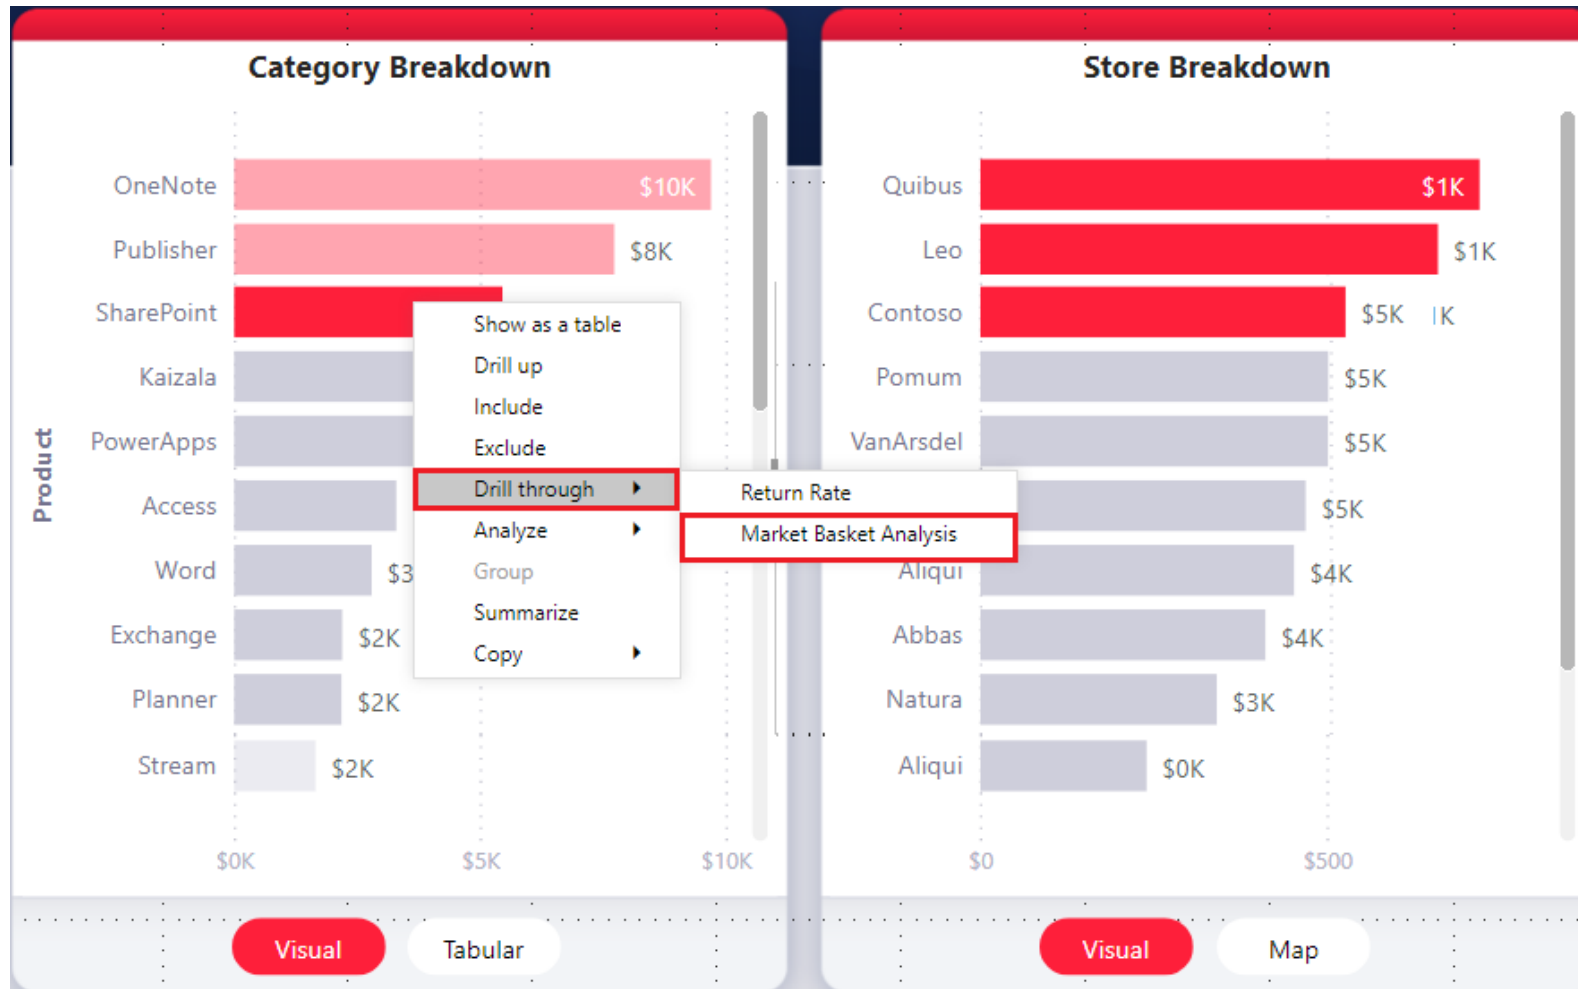 Category Breakdown
Product
OneNote $10K
Publisher $8K
SharePoint
Kaizala
PowerApps
Access
Word $3
Exchange $2K
Planner $2K
Stream $2K
$0K $5K $10K
Visual Tabular
Show as a table
Drill up
Include
Exclude
Drill through
Analyze
Group
Summarize
Copy
Return Rate
Market Basket Analysis
Store Breakdown
Quibus $1K
Leo $1K
Contoso $5K K
Pomum $5K
VanArsdel $5K
$5K
Aliqui $4K
Abbas $4K
Natura $3K
Aliqui $0K
$0 $500
Visual Map